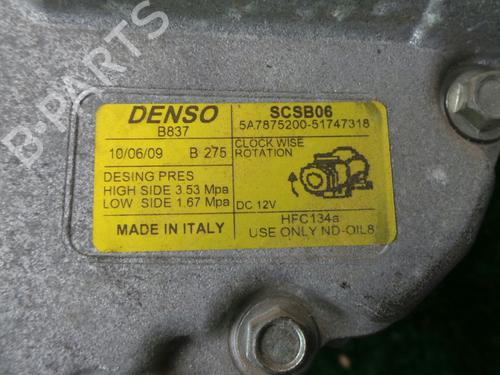 B PARTS
DENSO
B837
SCSB06
5A7875200-51747318
10/06/09 B 275
CLOCK WISE
ROTATION
DESING PRES
HIGH SIDE 3.53 Mpa
LOW SIDE 1.67 Mpa
DC 12V
HFC134a
MADE IN ITALY
USE ONLY ND-OIL8